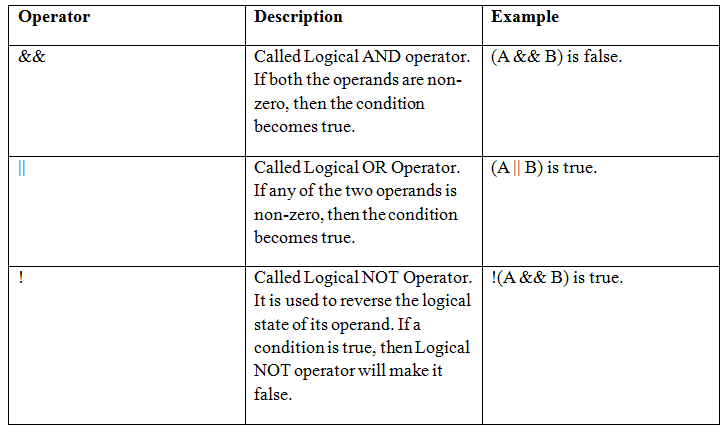 Operator Description Example
&& Called Logical AND operator. (A && B) is false.
If both the operands are non-
zero, then the condition
becomes true.
|| Called Logical OR Operator. (A || B) is true.
If any of the two operands is
non-zero, then the condition
becomes true.
! Called Logical NOT Operator. !(A && B) is true.
It is used to reverse the logical
state of its operand. If a
condition is true, then Logical
NOT operator will make it
false.